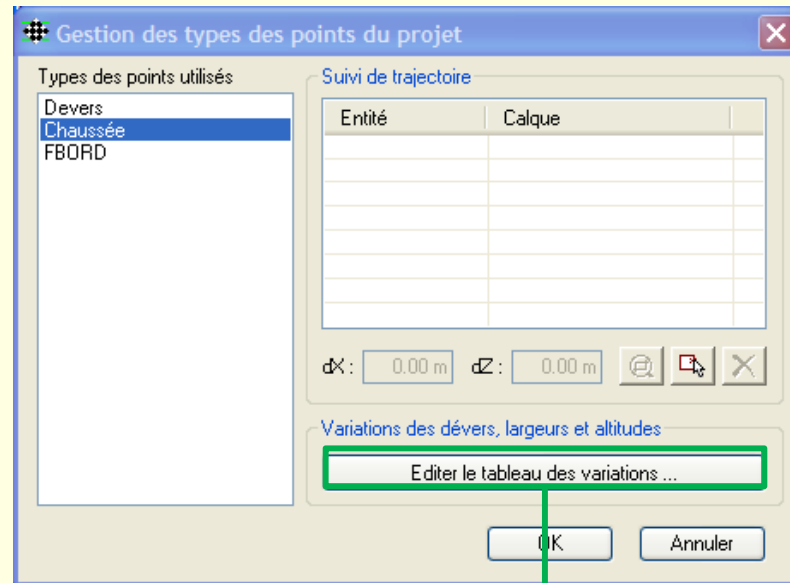 Gestion des types des points du projet
Types des points utilisés
Devers
Chaussée
FBORD
Suivi de trajectoire
Entité Calque
dX : 0.00 m dZ : 0.00 m
Variations des dévers, largeurs et altitudes
Editer le tableau des variations ...
OK Annuler